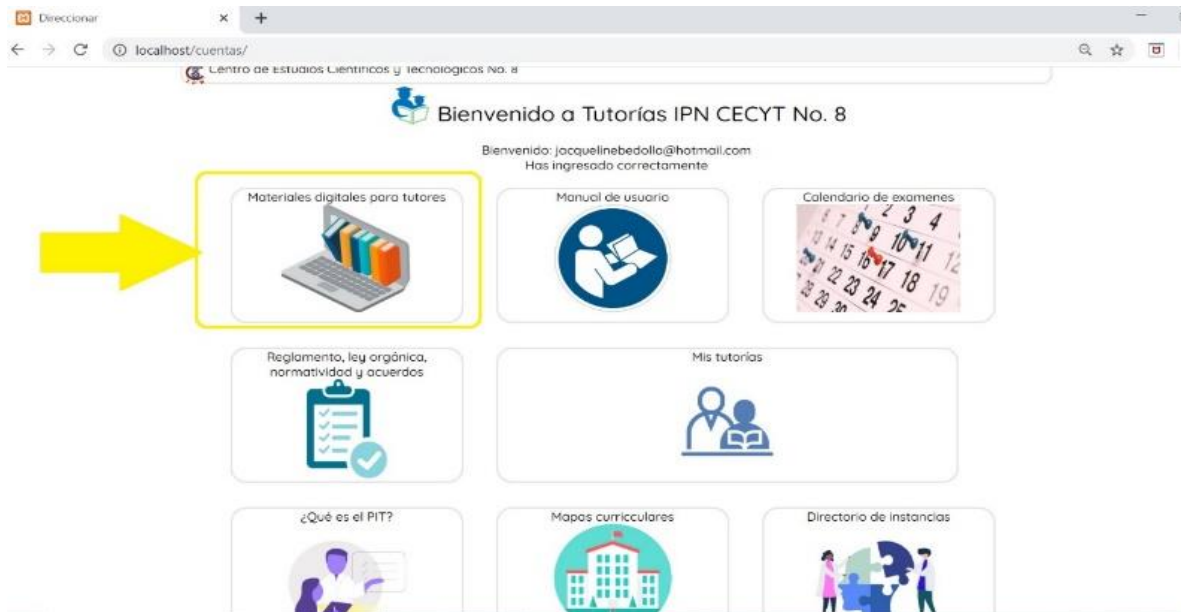 Direccionar
localhost/cuentas/
Centro de Estudios Científicos y Tecnológicos No. 8
Bienvenido a Tutorías IPN CECYT No. 8
Bienvenido: jacquelinebedolla@hotmail.com
Has ingresado correctamente
Materiales digitales para tutores
Manual de usuario
Calendario de examenes
Reglamento, ley orgánica,
normatividad y acuerdos
Mis tutorías
¿Qué es el PIT?
Mapas curricculares
Directorio de instancias